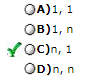 A) 1, 1
B) 1, n
C) n, 1
D) n, n